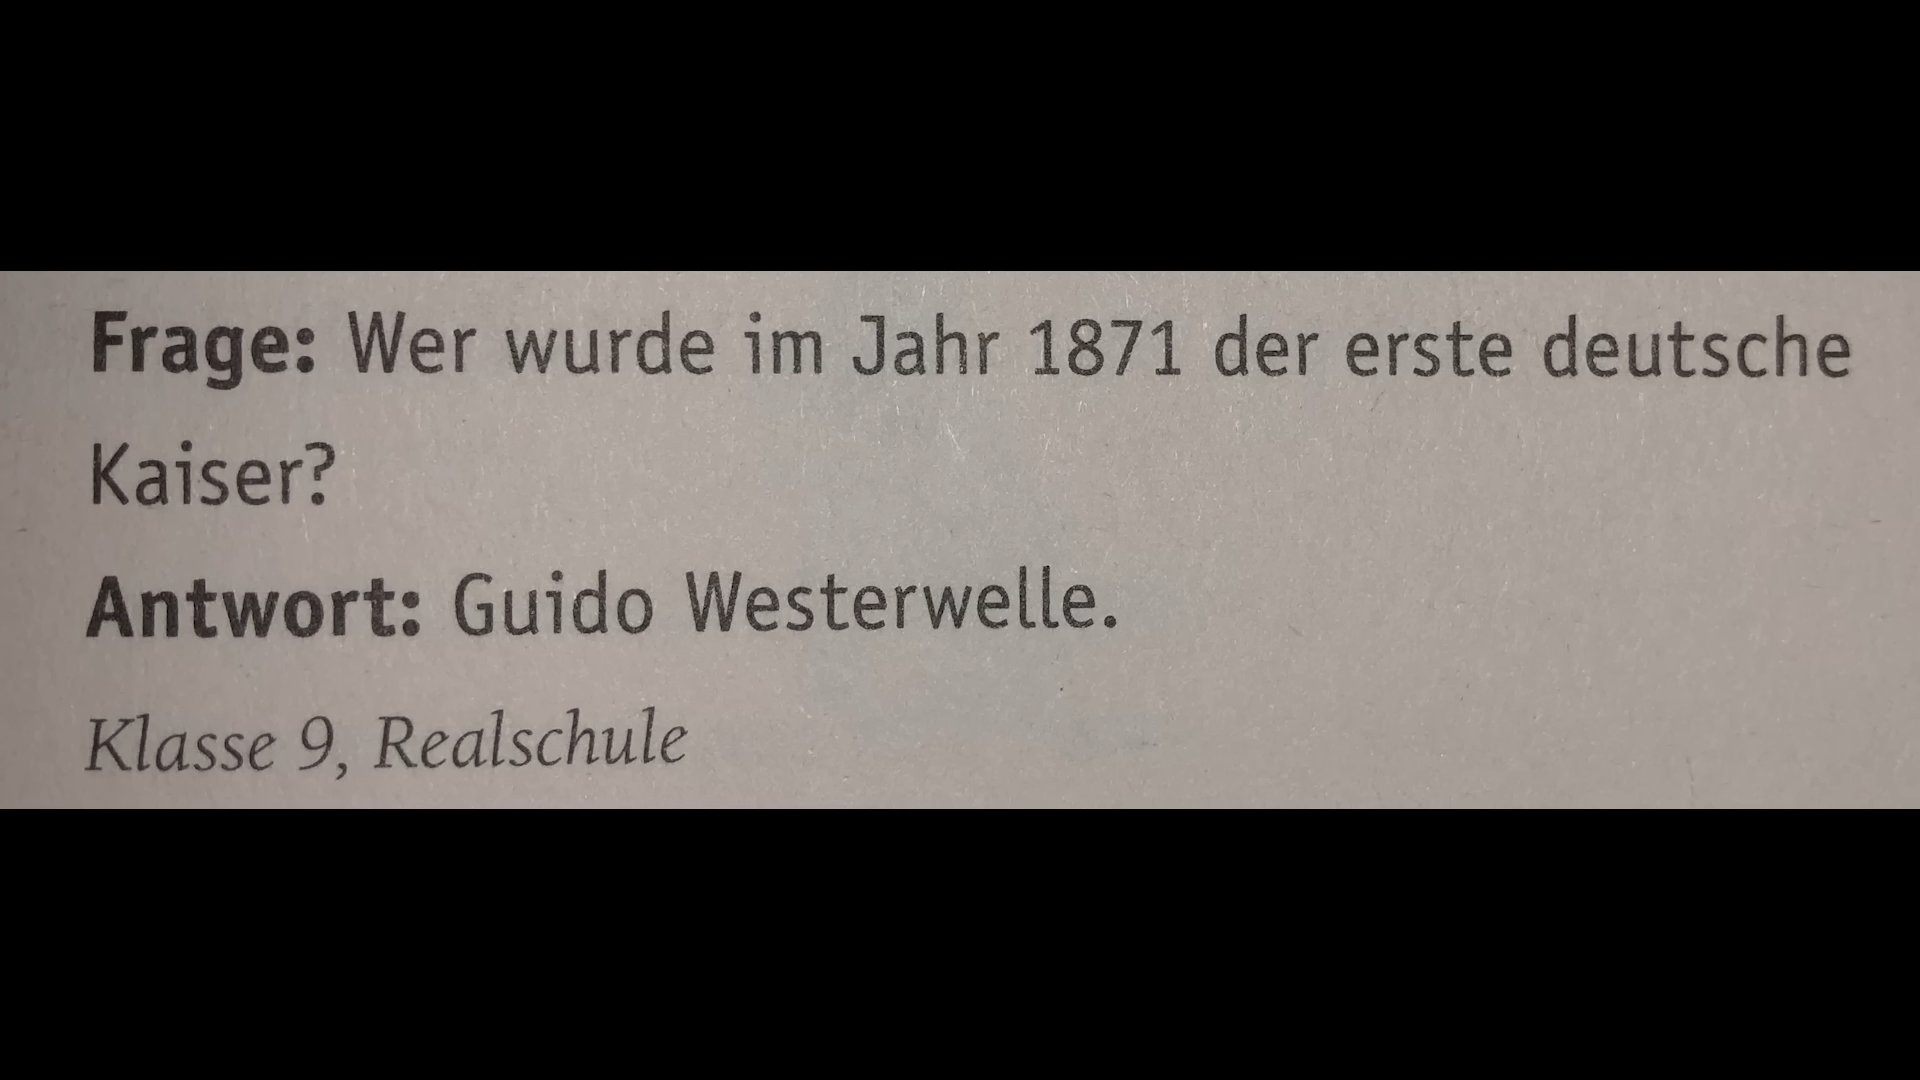 Frage: Wer wurde im Jahr 1871 der erste deutsche
Kaiser?
Antwort: Guido Westerwelle.
Klasse 9, Realschule